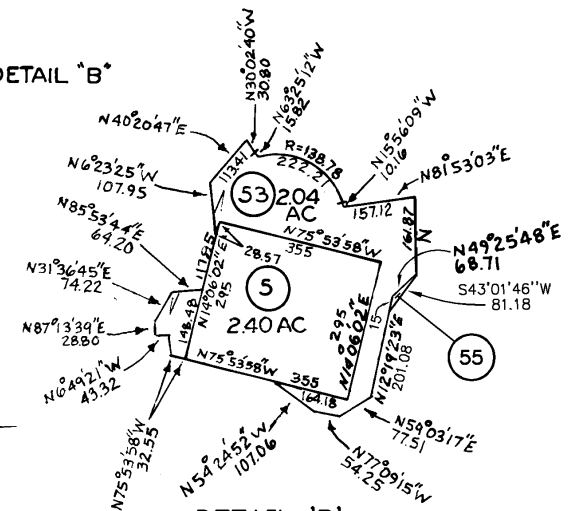 DETAIL "B"
N30°02'40"W
30.80
N63°25'12"W
15.82
N40°20'47"E
113.41
R=138.78
222.21
N15°56'09"W
10.16
N81°53'03"E
157.12
N6°23'25"W
107.95
53
2.04
AC
161.87
N
N85°53'44"E
64.20
N75°53'58"W
355
28.57
N49°25'48"E
68.71
117.85
N14°06'02"E
295
N31°36'45"E
74.22
S43°01'46"W
81.18
5
2.40 AC
N87°13'39"E
28.80
148.48
295
N14°06'02"E
15
N12°19'23"E
201.08
55
N6°49'21"W
43.32
N75°53'58"W
355
164.18
N75°53'58"W
32.55
N54°24'52"W
107.06
N77°09'15"W
54.25
N59°03'17"E
77.51